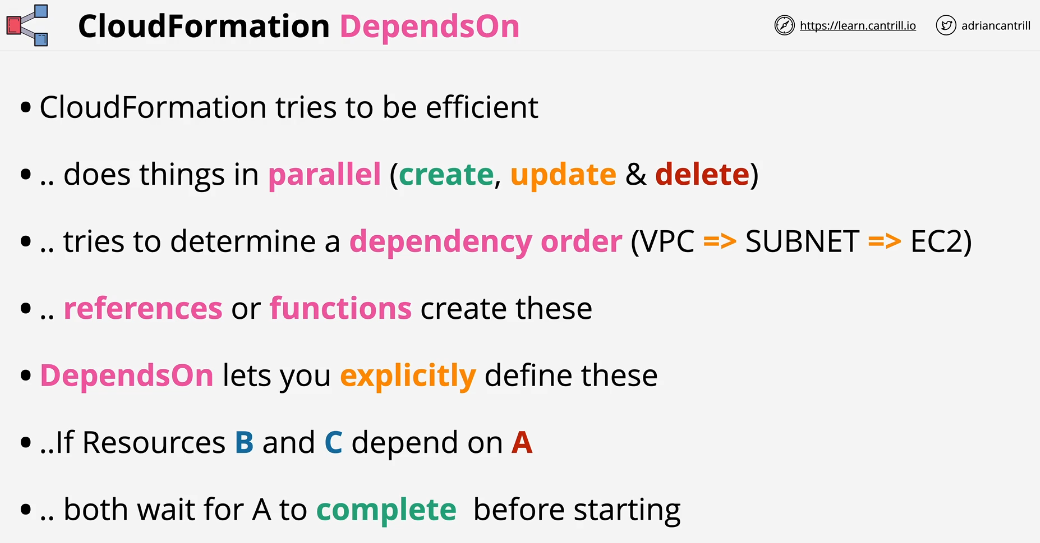 CloudFormation DependsOn
https://learn.cantrill.io
adriancantrill
• CloudFormation tries to be efficient
• .. does things in parallel (create, update & delete)
• .. tries to determine a dependency order (VPC => SUBNET => EC2)
• .. references or functions create these
• DependsOn lets you explicitly define these
• ..If Resources B and C depend on A
• .. both wait for A to complete before starting